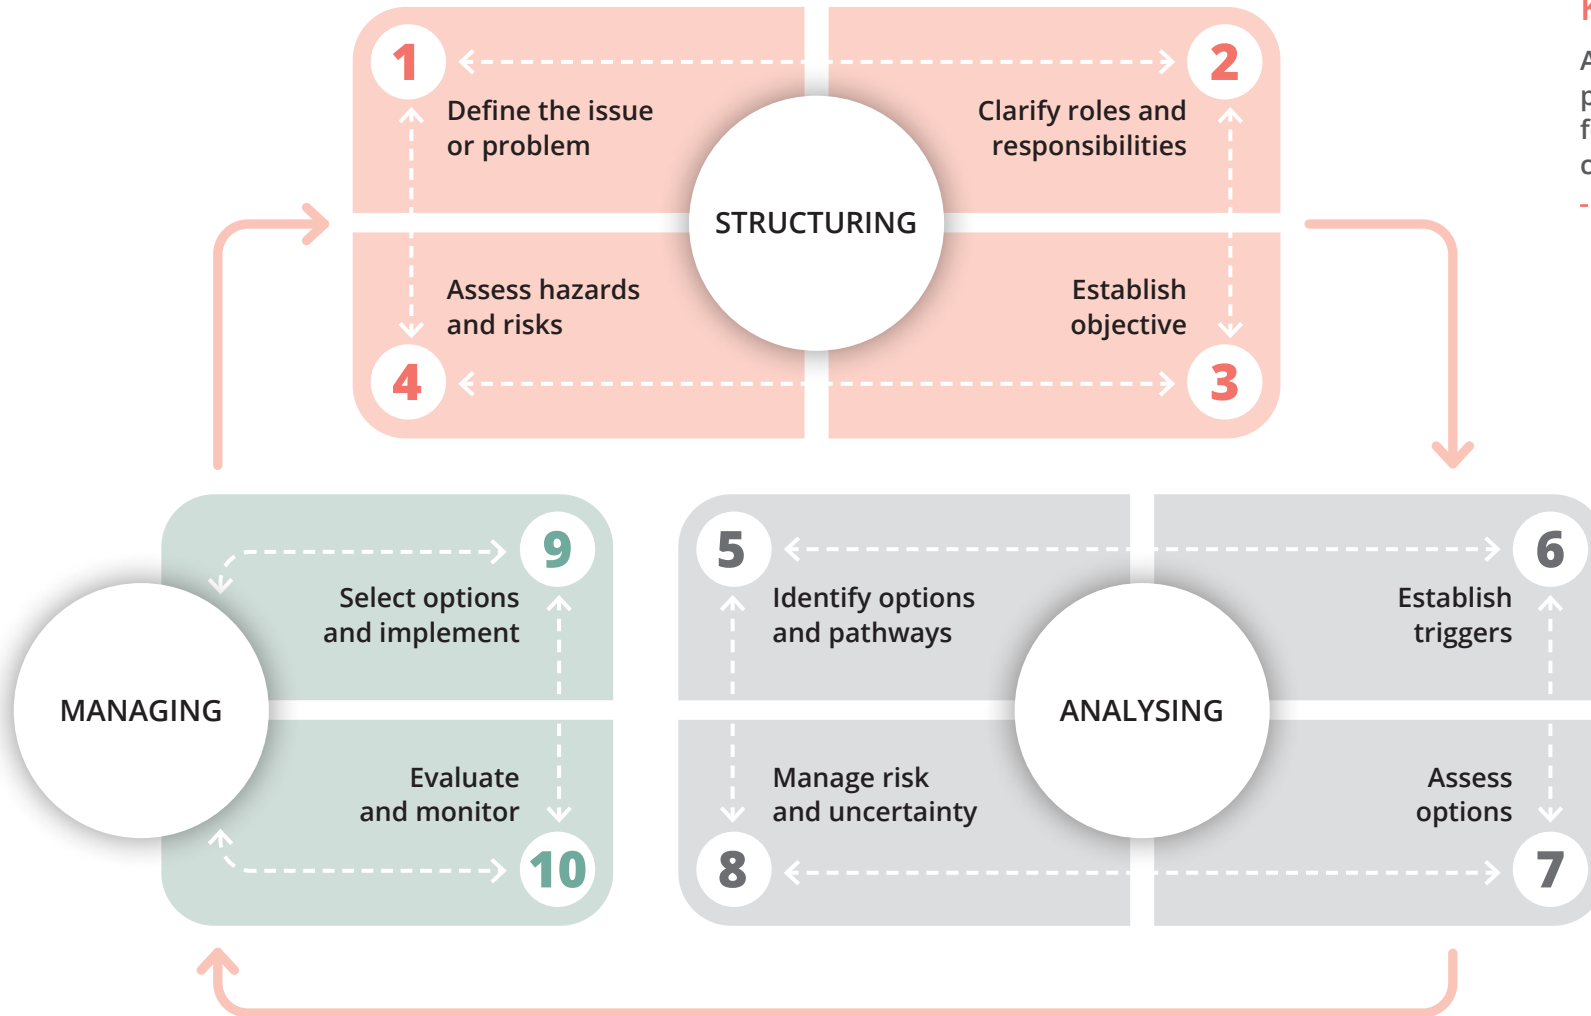 1
2
Define the issue
or problem
Clarify roles and
responsibilities
STRUCTURING
Assess hazards
and risks
Establish
objective
4
3
9
Select options
and implement
MANAGING
Evaluate
and monitor
10
5
6
Identify options
and pathways
Establish
triggers
ANALYSING
Manage risk
and uncertainty
Assess
options
8
7